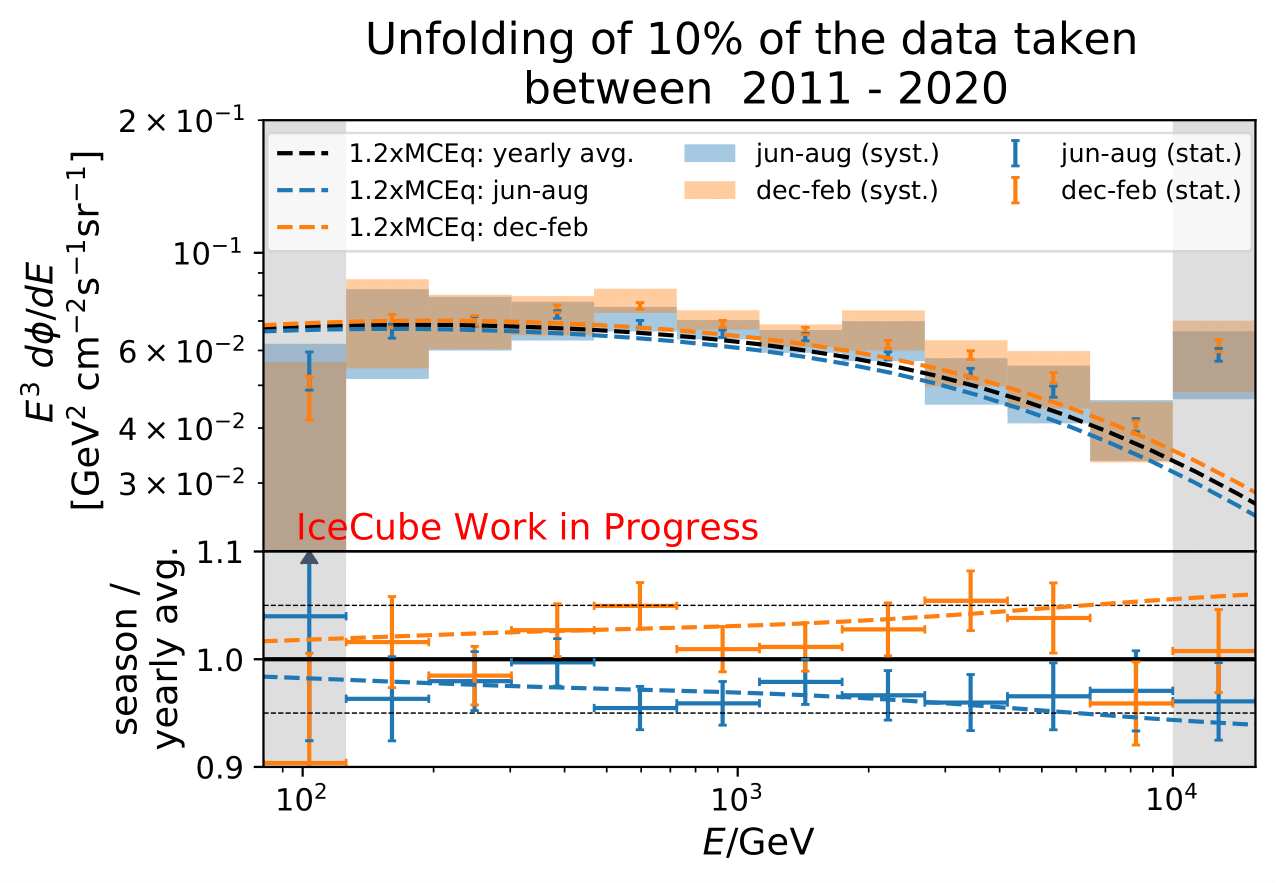 Unfolding of 10% of the data taken
between 2011 - 2020
1.2xMCEq: yearly avg.
1.2xMCEq: jun-aug
1.2xMCEq: dec-feb
jun-aug (syst.)
dec-feb (syst.)
jun-aug (stat.)
dec-feb (stat.)
E³ dϕ/dE
[GeV² cm⁻²s⁻¹sr⁻¹]
2 × 10⁻¹
10⁻¹
6 × 10⁻²
4 × 10⁻²
3 × 10⁻²
IceCube Work in Progress
season /
yearly avg.
1.1
1.0
0.9
10²
10³
10⁴
E/GeV